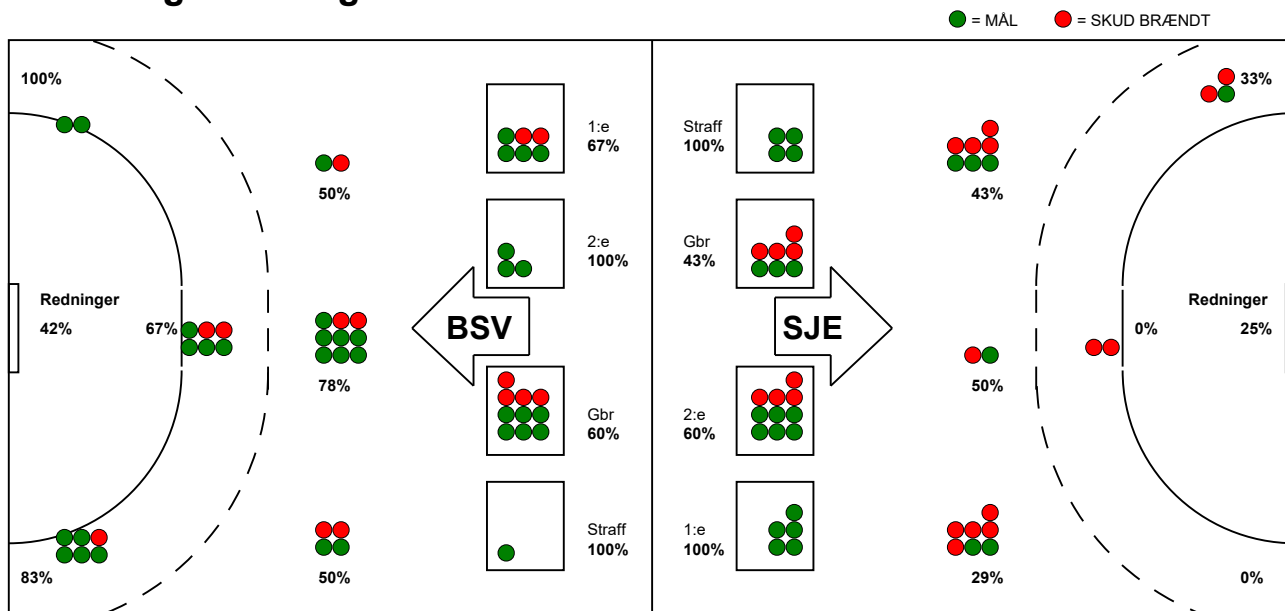 = MÅL = SKUD BRÆNDT
100%
33%
1:e
67%
Straff
100%
50%
43%
2:e
100%
Gbr
43%
Redninger
42%
67%
BSV
SJE
0%
Redninger
25%
78%
50%
Gbr
60%
2:e
60%
Straff
100%
1:e
100%
83%
50%
29%
0%